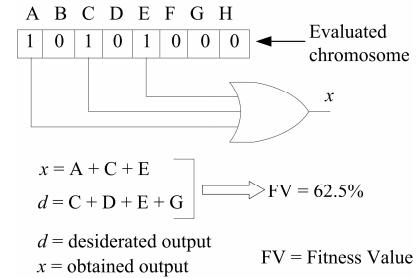 A B C D E F G H
1 0 1 0 1 0 0 0
Evaluated
chromosome
x
x = A + C + E
d = C + D + E + G
FV = 62.5%
d = desiderated output
x = obtained output
FV = Fitness Value